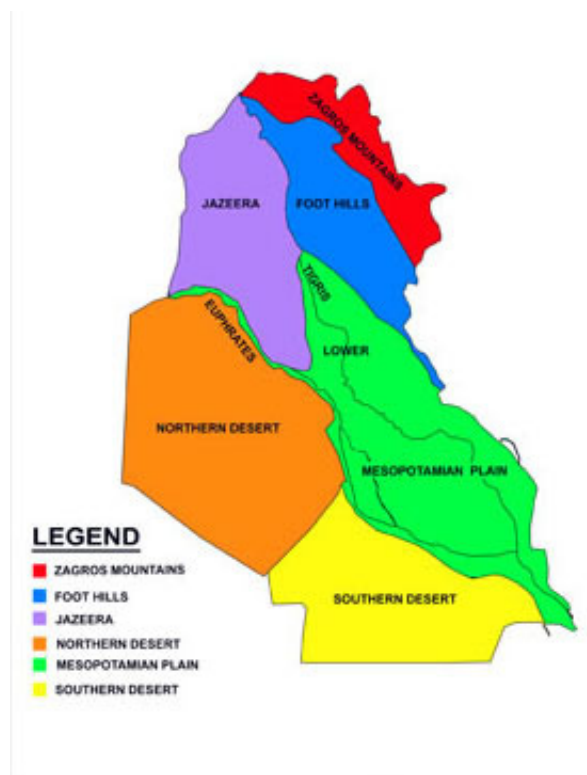 ZAGROS MOUNTAINS
JAZEERA
FOOT HILLS
TIGRIS
EUPHRATES
LOWER
NORTHERN DESERT
MESOPOTAMIAN PLAIN
SOUTHERN DESERT
LEGEND
ZAGROS MOUNTAINS
FOOT HILLS
JAZEERA
NORTHERN DESERT
MESOPOTAMIAN PLAIN
SOUTHERN DESERT